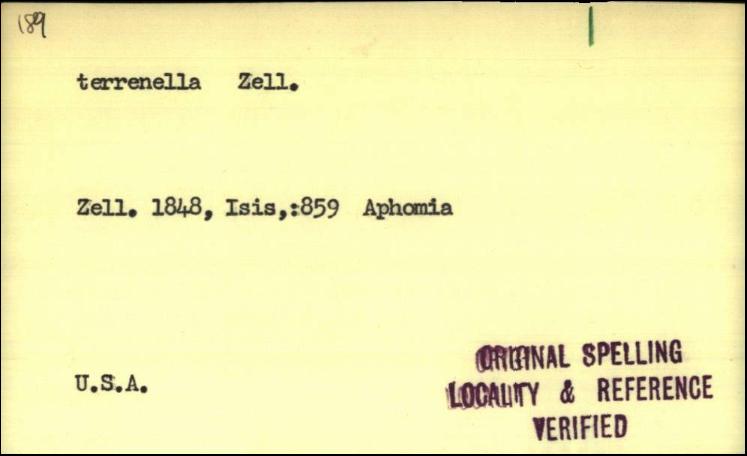 189
terrenella Zell.
Zell. 1848, Isis,:859 Aphomia
U.S.A.
ORIGINAL SPELLING
LOCALITY & REFERENCE
VERIFIED